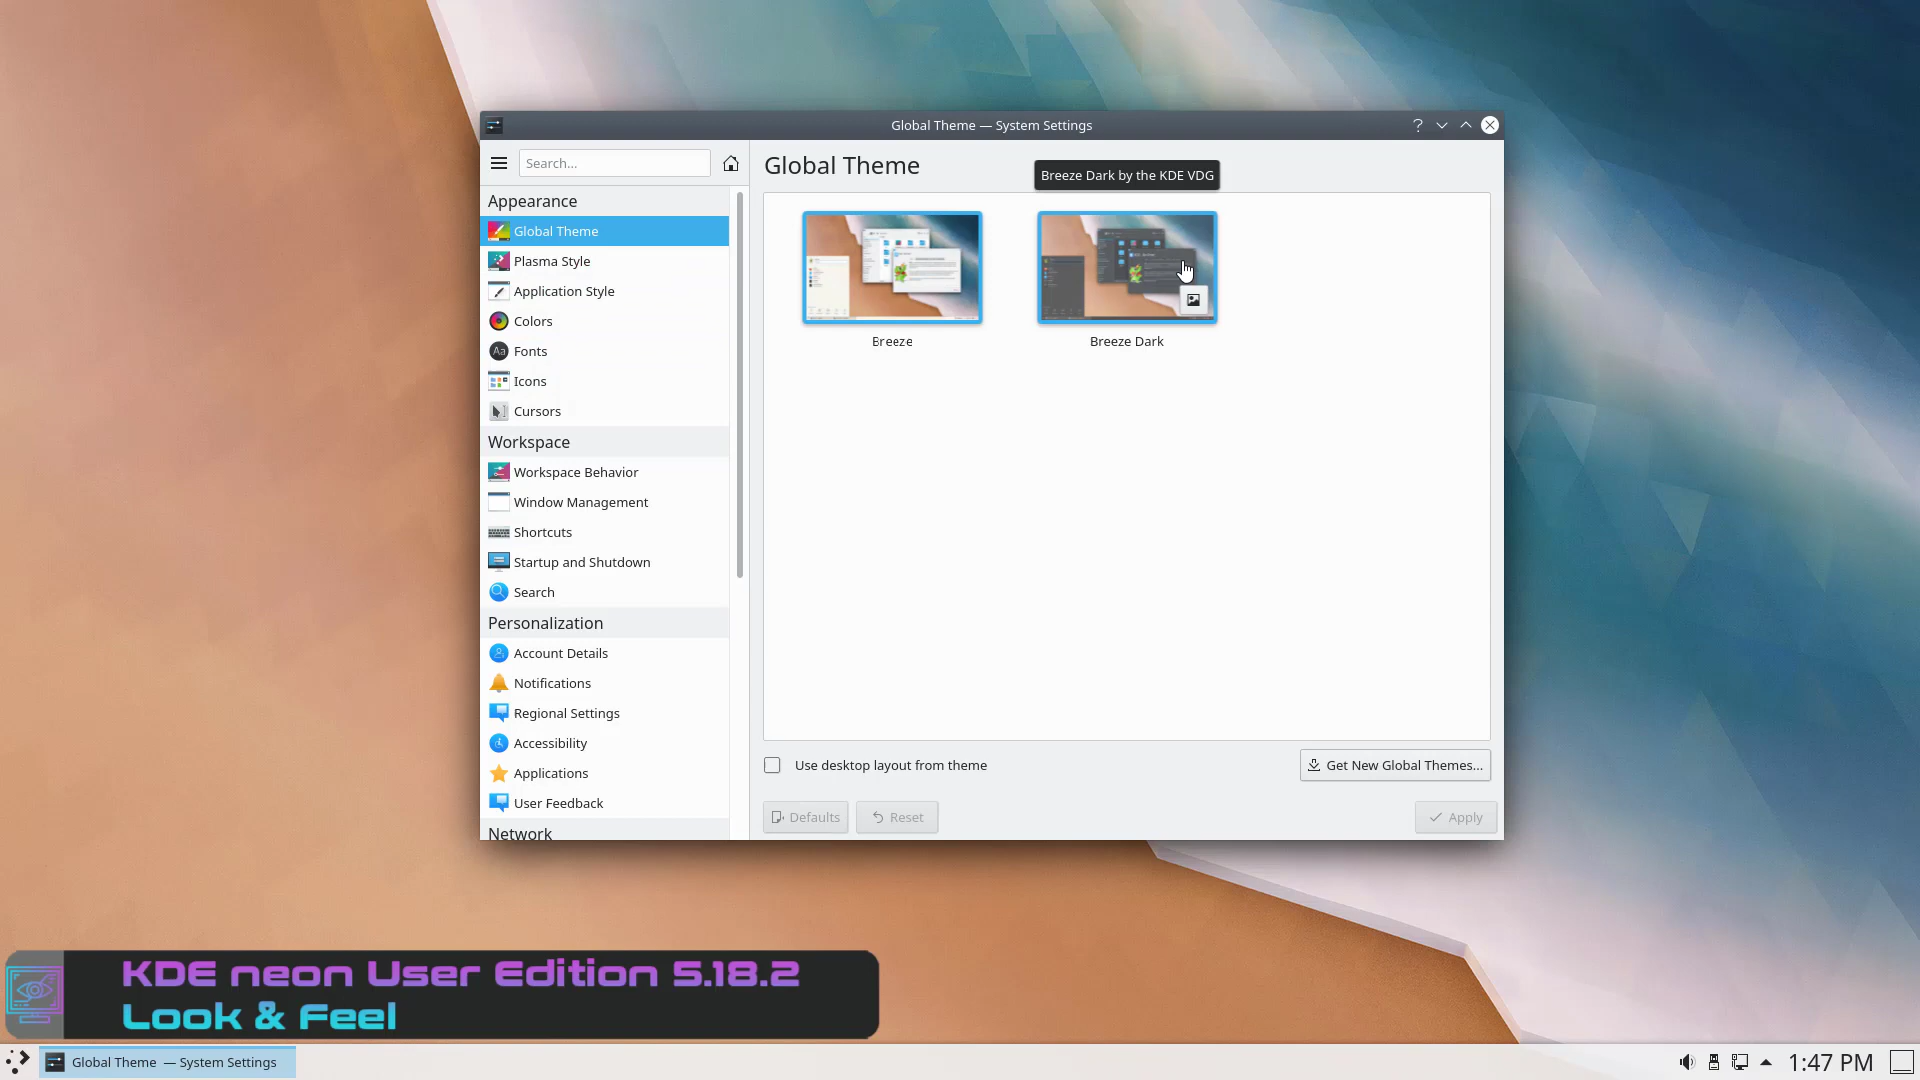 Global Theme — System Settings
Search...
Global Theme
Breeze Dark by the KDE VDG
Appearance
Global Theme
Plasma Style
Application Style
Colors
Fonts
Icons
Cursors
Workspace
Workspace Behavior
Window Management
Shortcuts
Startup and Shutdown
Search
Personalization
Account Details
Notifications
Regional Settings
Accessibility
Applications
User Feedback
Network
Breeze
Breeze Dark
Use desktop layout from theme
Get New Global Themes...
Defaults
Reset
Apply
KDE neon User Edition 5.18.2
Look & Feel
Global Theme — System Settings
1:47 PM